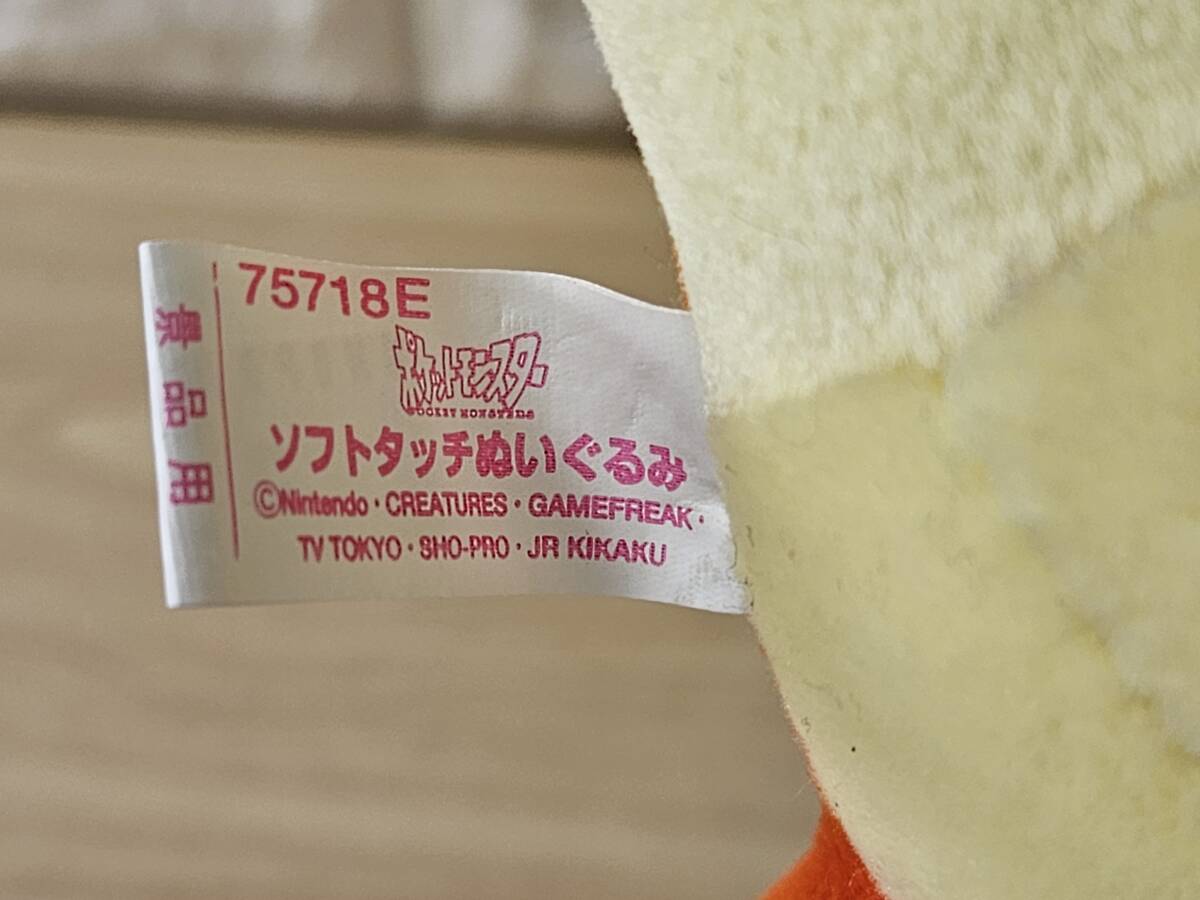 景品用
75718E
ポケットモンスター
POCKET MONSTERS
ソフトタッチぬいぐるみ
©Nintendo・CREATURES・GAMEFREAK・
TV TOKYO・SHO-PRO・JR KIKAKU